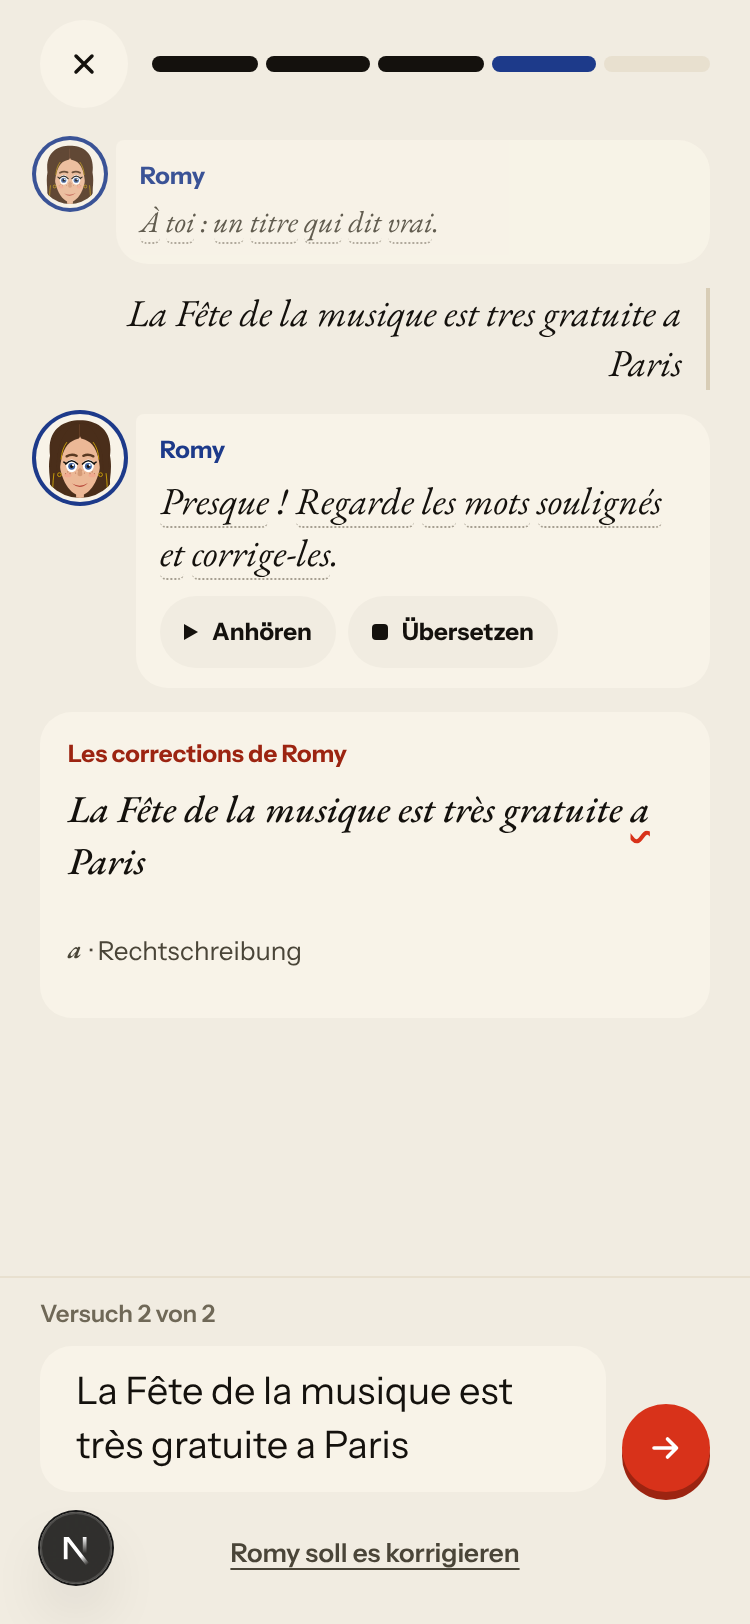 Romy
À toi : un titre qui dit vrai.
La Fête de la musique est tres gratuite a
Paris
Romy
Presque ! Regarde les mots soulignés
et corrige-les.
Anhören Übersetzen
Les corrections de Romy
La Fête de la musique est très gratuite a
Paris
a · Rechtschreibung
Versuch 2 von 2
La Fête de la musique est
très gratuite a Paris
N
Romy soll es korrigieren